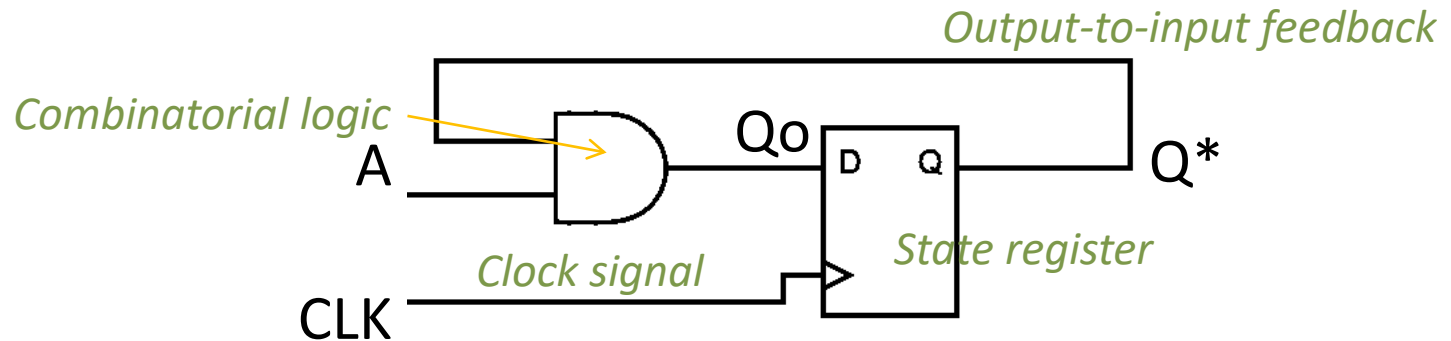 Output-to-input feedback
Combinatorial logic
Qo
A
D
Q
Q*
State register
Clock signal
CLK